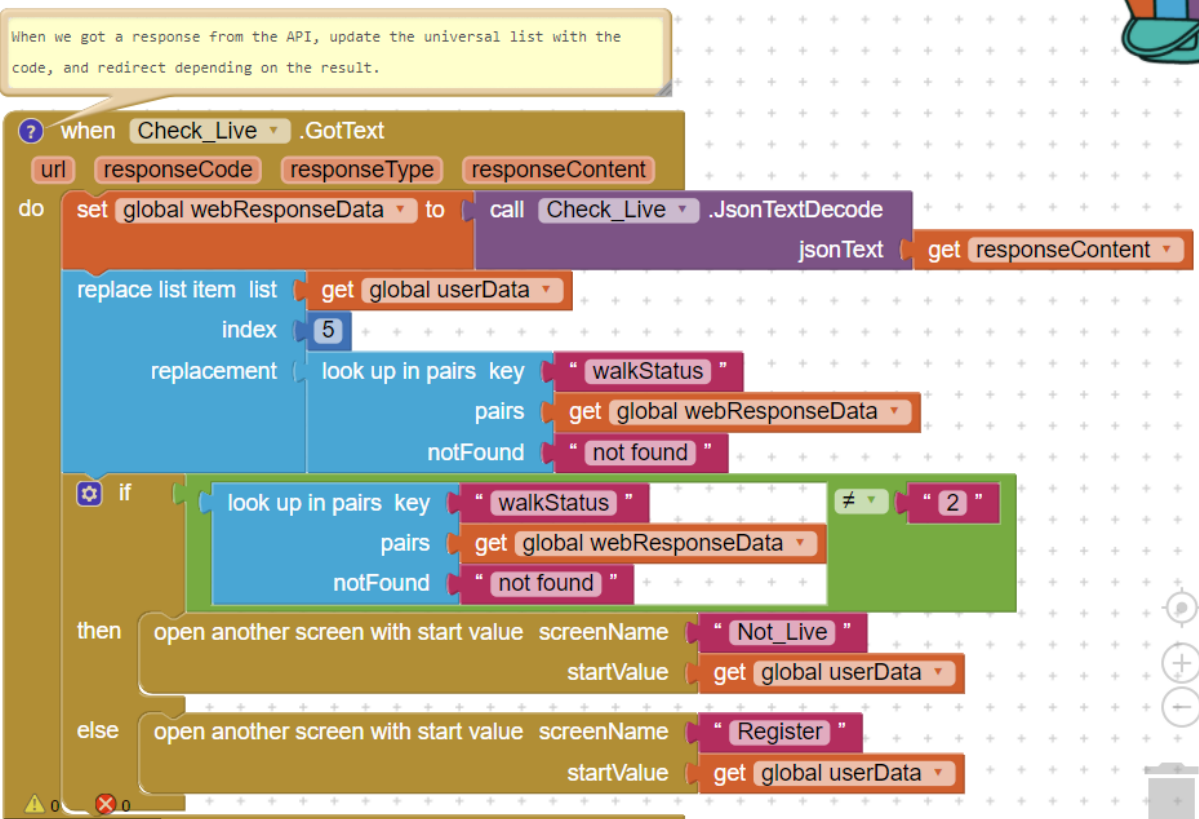 When we got a response from the API, update the universal list with the
code, and redirect depending on the result.
? when Check_Live .GotText
url responseCode responseType responseContent
do set global webResponseData to call Check_Live .JsonTextDecode
jsonText get responseContent
replace list item list get global userData
index 5
replacement look up in pairs key “ walkStatus ”
pairs get global webResponseData
notFound “ not found ”
if look up in pairs key “ walkStatus ” ≠ “ 2 ”
pairs get global webResponseData
notFound “ not found ”
then open another screen with start value screenName “ Not_Live ”
startValue get global userData
else open another screen with start value screenName “ Register ”
startValue get global userData
0 0